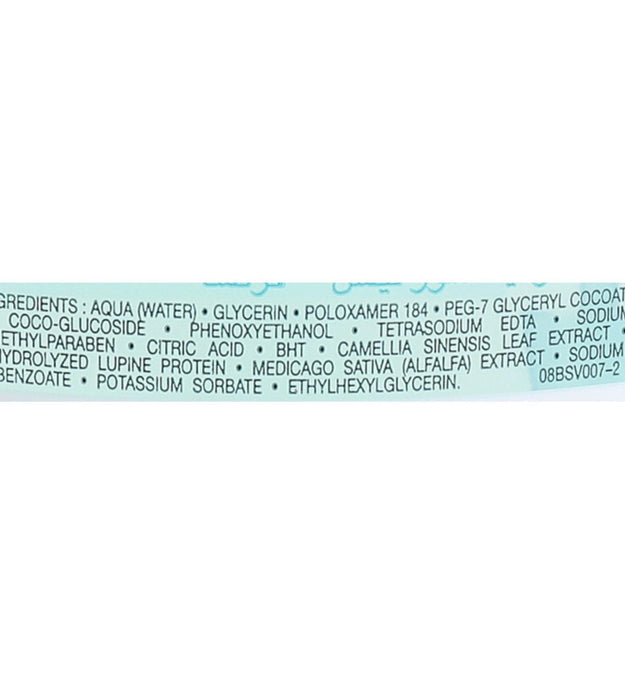 GREDIENTS : AQUA (WATER) • GLYCERIN • POLOXAMER 184 • PEG-7 GLYCERYL COCOAT
COCO-GLUCOSIDE • PHENOXYETHANOL • TETRASODIUM EDTA • SODIUM
ETHYLPARABEN • CITRIC ACID • BHT • CAMELLIA SINENSIS LEAF EXTRACT •
HYDROLYZED LUPINE PROTEIN • MEDICAGO SATIVA (ALFALFA) EXTRACT • SODIUM
BENZOATE • POTASSIUM SORBATE • ETHYLHEXYLGLYCERIN. 08BSV007-2